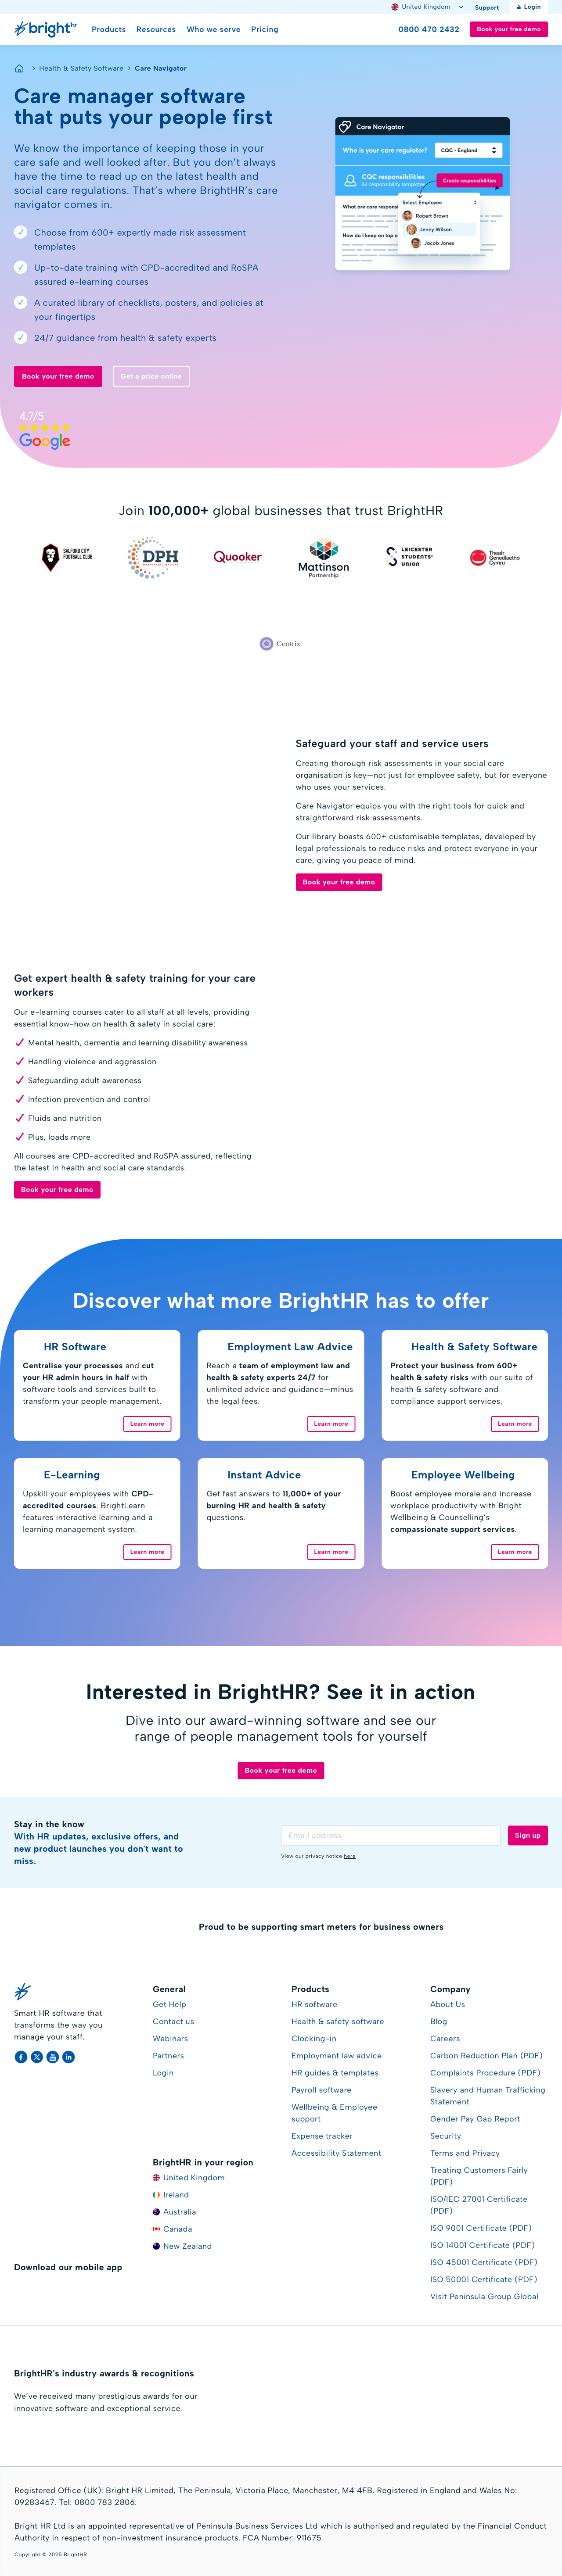 United Kingdom
Support
Login
bright hr
Products
Resources
Who we serve
Pricing
0800 470 2432
Book your free demo
Health & Safety Software
Care Navigator
Care manager software
that puts your people first
We know the importance of keeping those in your
care safe and well looked after. But you don't always
have the time to read up on the latest health and
social care regulations. That's where BrightHR's care
navigator comes in.
Choose from 600+ expertly made risk assessment
templates
Up-to-date training with CPD-accredited and RoSPA
assured e-learning courses
A curated library of checklists, posters, and policies at
your fingertips
24/7 guidance from health & safety experts
Book your free demo
Get a price online
4.7/5
Google
Care Navigator
Who is your care regulator?
CQC - England
CQC responsibilities
64 responsibility templates
Create responsibilities
What are care respons
How do I keep on top o
Select Employee
Robert Brown
Jenny Wilson
Jacob Jones
Join 100,000+ global businesses that trust BrightHR
SALFORD CITY
FOOTBALL CLUB
DPH
Quooker
Mattinson
Partnership
LEICESTER
STUDENTS'
UNION
Theatr
Genedlaethol
Cymru
Centrix
Safeguard your staff and service users
Creating thorough risk assessments in your social care
organisation is key—not just for employee safety, but for everyone
who uses your services.
Care Navigator equips you with the right tools for quick and
straightforward risk assessments.
Our library boasts 600+ customisable templates, developed by
legal professionals to reduce risks and protect everyone in your
care, giving you peace of mind.
Book your free demo
Get expert health & safety training for your care
workers
Our e-learning courses cater to all staff at all levels, providing
essential know-how on health & safety in social care:
Mental health, dementia and learning disability awareness
Handling violence and aggression
Safeguarding adult awareness
Infection prevention and control
Fluids and nutrition
Plus, loads more
All courses are CPD-accredited and RoSPA assured, reflecting
the latest in health and social care standards.
Book your free demo
Discover what more BrightHR has to offer
HR Software
Centralise your processes and cut
your HR admin hours in half with
software tools and services built to
transform your people management.
Learn more
Employment Law Advice
Reach a team of employment law and
health & safety experts 24/7 for
unlimited advice and guidance—minus
the legal fees.
Learn more
Health & Safety Software
Protect your business from 600+
health & safety risks with our suite of
health & safety software and
compliance support services.
Learn more
E-Learning
Upskill your employees with CPD-
accredited courses. BrightLearn
features interactive learning and a
learning management system.
Learn more
Instant Advice
Get fast answers to 11,000+ of your
burning HR and health & safety
questions.
Learn more
Employee Wellbeing
Boost employee morale and increase
workplace productivity with Bright
Wellbeing & Counselling's
compassionate support services.
Learn more
Interested in BrightHR? See it in action
Dive into our award-winning software and see our
range of people management tools for yourself
Book your free demo
Stay in the know
With HR updates, exclusive offers, and
new product launches you don't want to
miss.
Email address
Sign up
View our privacy notice here
Proud to be supporting smart meters for business owners
Smart HR software that
transforms the way you
manage your staff.
General
Get Help
Contact us
Webinars
Partners
Login
BrightHR in your region
United Kingdom
Ireland
Australia
Canada
New Zealand
Products
HR software
Health & safety software
Clocking-in
Employment law advice
HR guides & templates
Payroll software
Wellbeing & Employee
support
Expense tracker
Accessibility Statement
Company
About Us
Blog
Careers
Carbon Reduction Plan (PDF)
Complaints Procedure (PDF)
Slavery and Human Trafficking
Statement
Gender Pay Gap Report
Security
Terms and Privacy
Treating Customers Fairly
(PDF)
ISO/IEC 27001 Certificate
(PDF)
ISO 9001 Certificate (PDF)
ISO 14001 Certificate (PDF)
ISO 45001 Certificate (PDF)
ISO 50001 Certificate (PDF)
Visit Peninsula Group Global
Download our mobile app
BrightHR's industry awards & recognitions
We've received many prestigious awards for our
innovative software and exceptional service.
Registered Office (UK): Bright HR Limited, The Peninsula, Victoria Place, Manchester, M4 4FB. Registered in England and Wales No:
09283467. Tel: 0800 783 2806.
Bright HR Ltd is an appointed representative of Peninsula Business Services Ltd which is authorised and regulated by the Financial Conduct
Authority in respect of non-investment insurance products. FCA Number: 911675
Copyright © 2025 BrightHR